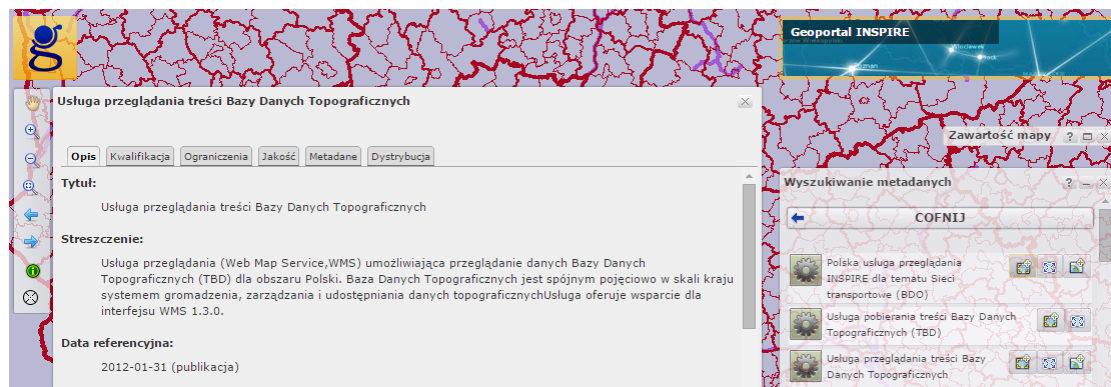 Geoportal INSPIRE
Usługa przeglądania treści Bazy Danych Topograficznych
Opis Kwalifikacja Ograniczenia Jakość Metadane Dystrybucja
Tytuł:
Usługa przeglądania treści Bazy Danych Topograficznych
Streszczenie:
Usługa przeglądania (Web Map Service,WMS) umożliwiająca przeglądanie danych Bazy Danych
Topograficznych (TBD) dla obszaru Polski. Baza Danych Topograficznych jest spójnym pojęciowo w skali kraju
systemem gromadzenia, zarządzania i udostępniania danych topograficznychUsługa oferuje wsparcie dla
interfejsu WMS 1.3.0.
Data referencyjna:
2012-01-31 (publikacja)
Zawartość mapy ?
Wyszukiwanie metadanych ?
COFNIJ
Polska usługa przeglądania
INSPIRE dla tematu Sieci
transportowe (BDO)
Usługa pobierania treści Bazy Danych
Topograficznych (TBD)
Usługa przeglądania treści Bazy
Danych Topograficznych